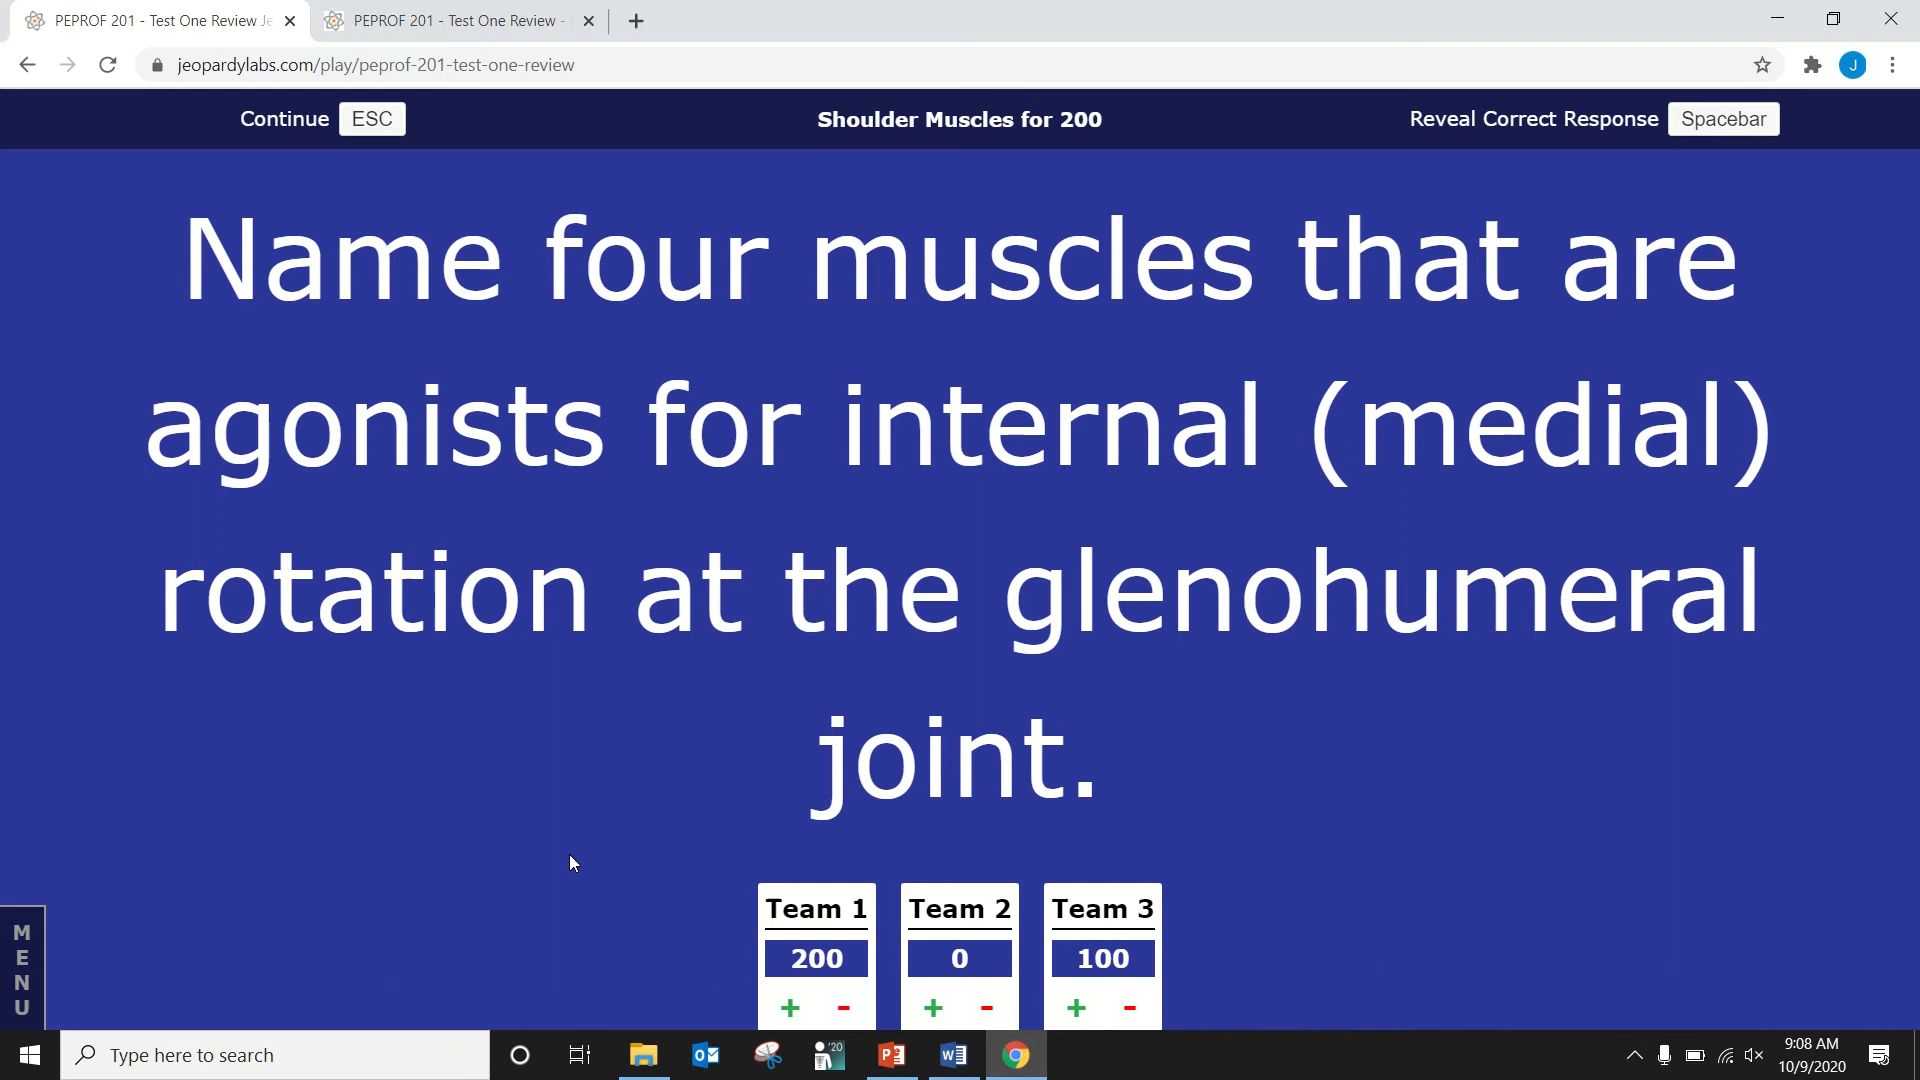 PEPROF 201 - Test One Review Je
PEPROF 201 - Test One Review -
jeopardylabs.com/play/peprof-201-test-one-review
J
Continue ESC
Shoulder Muscles for 200
Reveal Correct Response Spacebar
Name four muscles that are
agonists for internal (medial)
rotation at the glenohumeral
joint.
MENU
Team 1 Team 2 Team 3
200 0 100
+ - + - + -
Type here to search
'20
9:08 AM
10/9/2020